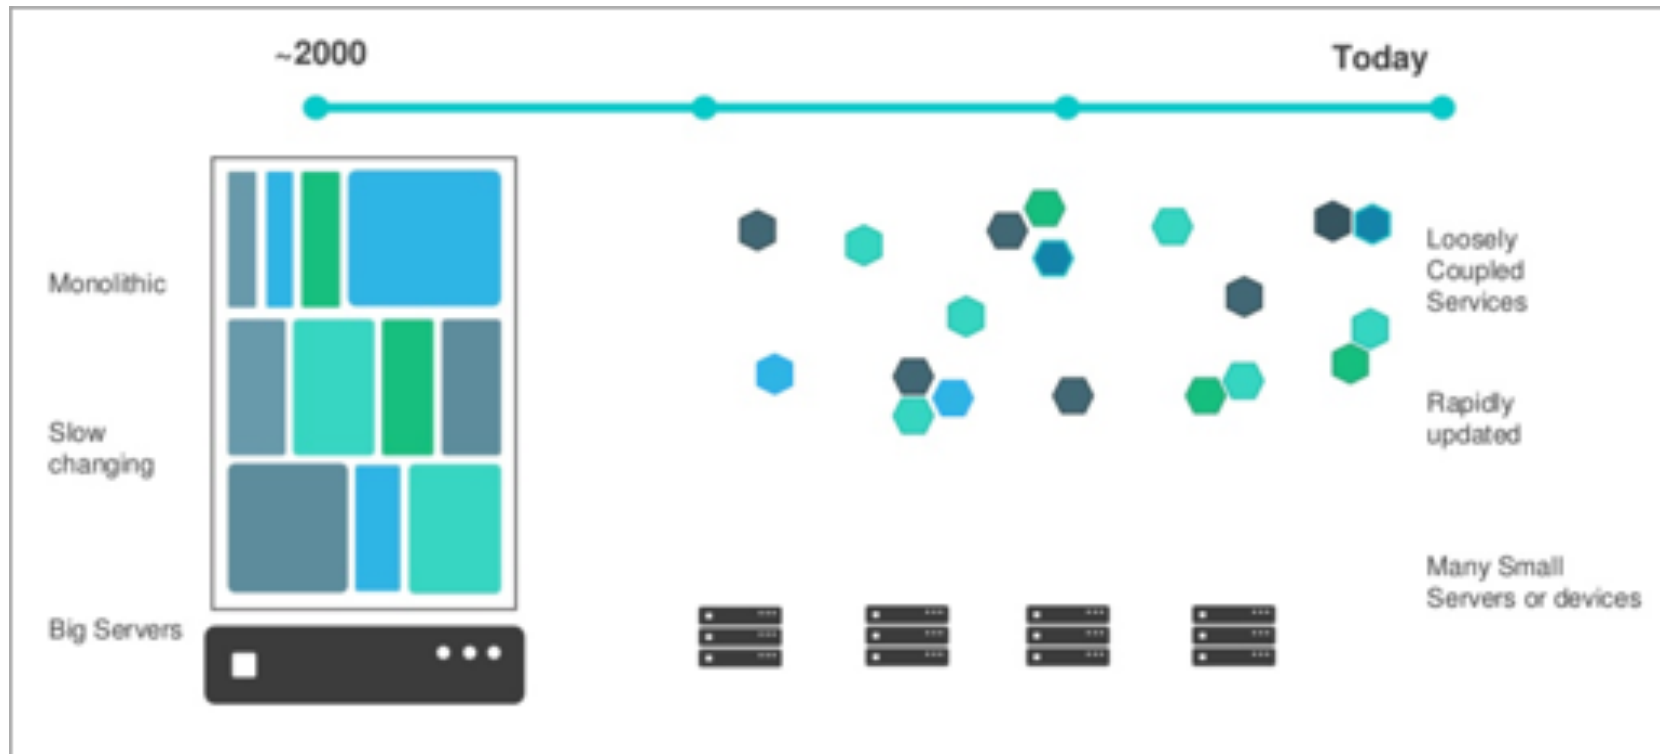 ~2000
Today
Monolithic
Slow
changing
Big Servers
Loosely
Coupled
Services
Rapidly
updated
Many Small
Servers or devices